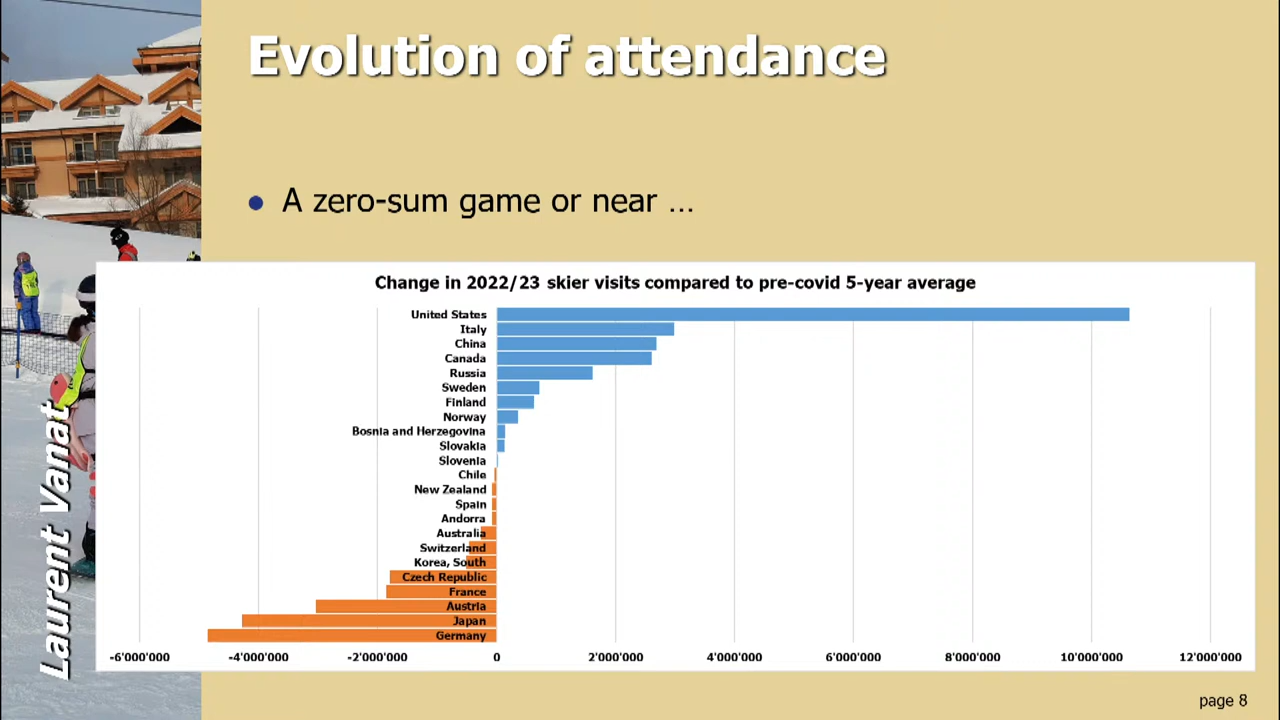 Evolution of attendance
A zero-sum game or near …
Change in 2022/23 skier visits compared to pre-covid 5-year average
United States
Italy
China
Canada
Russia
Sweden
Finland
Norway
Bosnia and Herzegovina
Slovakia
Slovenia
Chile
New Zealand
Spain
Andorra
Australia
Switzerland
Korea, South
Czech Republic
France
Austria
Japan
Germany
-6'000'000 -4'000'000 -2'000'000 0 2'000'000 4'000'000 6'000'000 8'000'000 10'000'000 12'000'000
Laurent Vanat
page 8